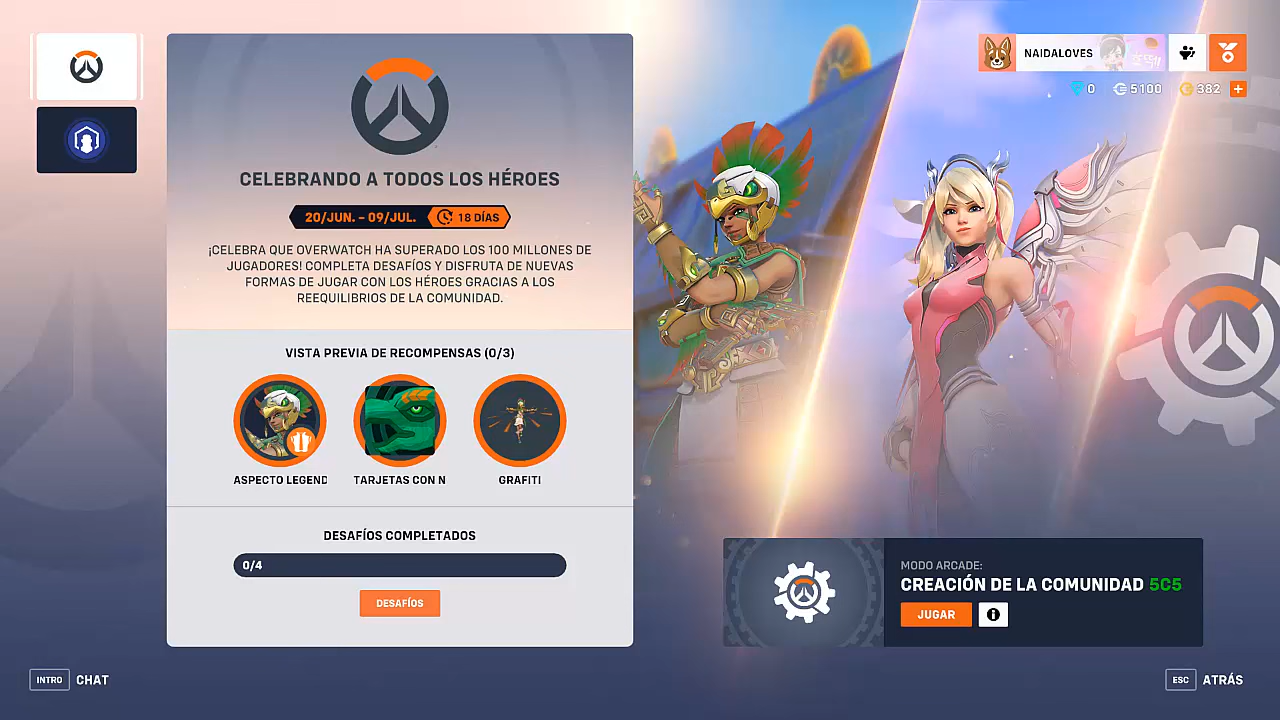 NAIDALOVES
0
5100
382
CELEBRANDO A TODOS LOS HÉROES
20/JUN. - 09/JUL.
18 DÍAS
¡CELEBRA QUE OVERWATCH HA SUPERADO LOS 100 MILLONES DE
JUGADORES! COMPLETA DESAFÍOS Y DISFRUTA DE NUEVAS
FORMAS DE JUGAR CON LOS HÉROES GRACIAS A LOS
REEQUILIBRIOS DE LA COMUNIDAD.
VISTA PREVIA DE RECOMPENSAS (0/3)
ASPECTO LEGEND
TARJETAS CON N
GRAFITI
DESAFÍOS COMPLETADOS
0/4
DESAFÍOS
MODO ARCADE:
CREACIÓN DE LA COMUNIDAD 5C5
JUGAR
INTRO CHAT
ESC ATRÁS